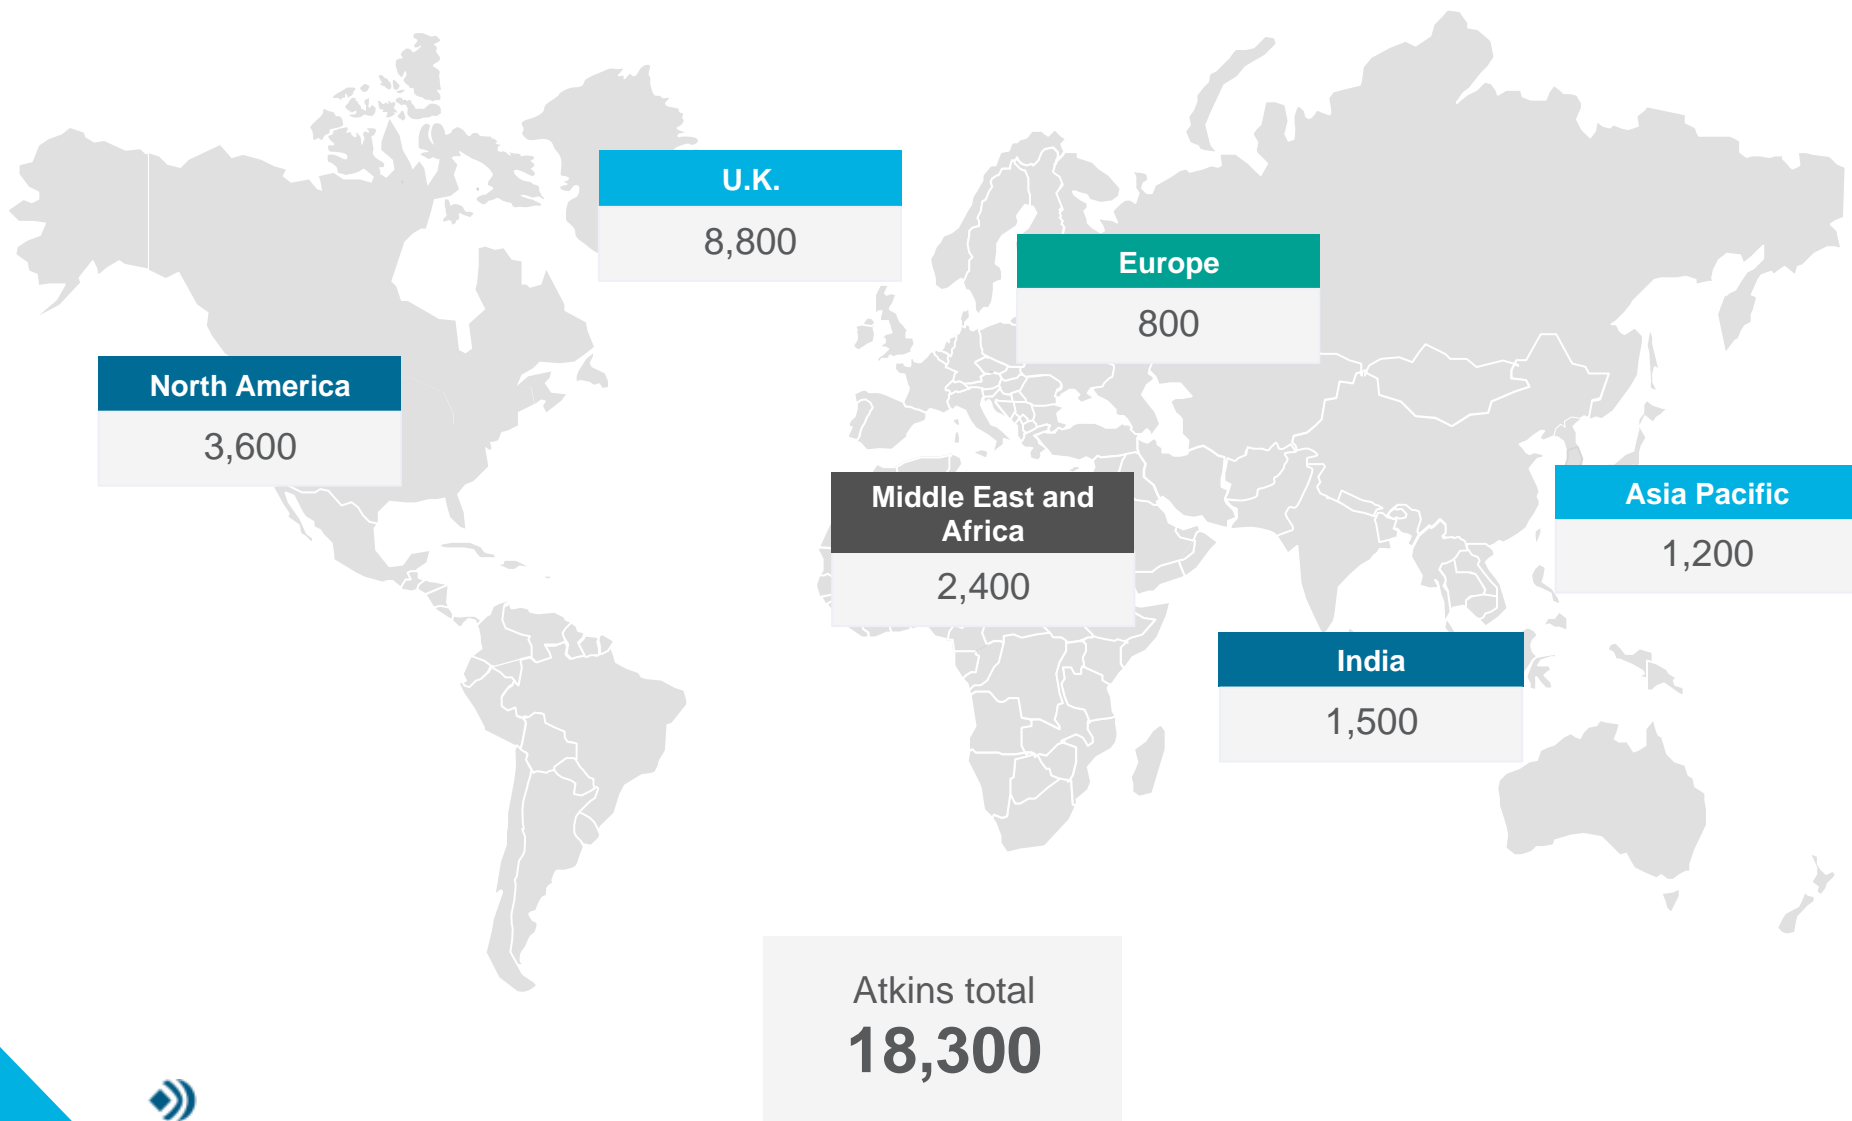 U.K.
8,800
Europe
800
North America
3,600
Middle East and
Africa
2,400
Asia Pacific
1,200
India
1,500
Atkins total
18,300